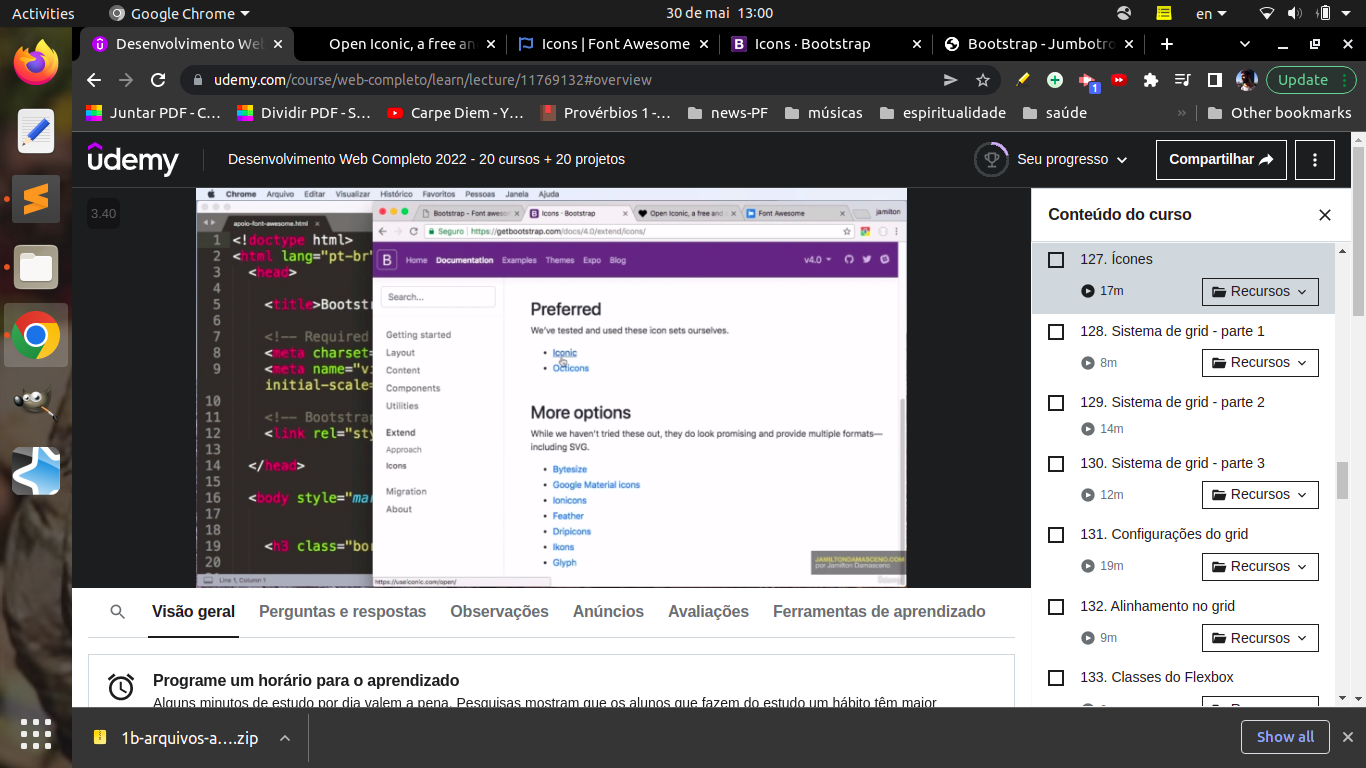 Activities
Google Chrome
30 de mai 13:00
en
Desenvolvimento We
Open Iconic, a free an
Icons | Font Awesome
Icons · Bootstrap
Bootstrap - Jumbotro
udemy.com/course/web-completo/learn/lecture/11769132#overview
1
Update
Juntar PDF - C…
Dividir PDF - S…
Carpe Diem - Y…
Provérbios 1 -…
news-PF
músicas
espiritualidade
saúde
»
Other bookmarks
udemy
Desenvolvimento Web Completo 2022 - 20 cursos + 20 projetos
Seu progresso
Compartilhar
3.40
Chrome Arquivo Editar Visualizar Histórico Favoritos Pessoas Janela Ajuda
apoio-font-awesome.html
Bootstrap - Font aweso
Icons · Bootstrap
Open Iconic, a free and
Font Awesome
jamilton
Seguro | https://getbootstrap.com/docs/4.0/extend/icons/
B Home Documentation Examples Themes Expo Blog v4.0
Search...
Getting started
Layout
Content
Components
Utilities
Extend
Approach
Icons
Migration
About
Preferred
We've tested and used these icon sets ourselves.
Iconic
Octicons
More options
While we haven't tried these out, they do look promising and provide multiple formats—
including SVG.
Bytesize
Google Material icons
Ionicons
Feather
Dripicons
Ikons
Glyph
JAMILTONDAMASCENO.COM
por Jamilton Damasceno
https://useiconic.com/open/
1 <!doctype html>
2 <html lang="pt-br"
3 <head>
4
5 <title>Bootst
6
7 <!-- Required
8 <meta charset=
9 <meta name="vi
initial-scale=
10
11 <!-- Bootstrap
12 <link rel="sty
13
14 </head>
15
16 <body style="mar
17
18
19 <h3 class="bor
20
Line 1, Column 1
Conteúdo do curso
127. Ícones
17m
Recursos
128. Sistema de grid - parte 1
8m
Recursos
129. Sistema de grid - parte 2
14m
130. Sistema de grid - parte 3
12m
Recursos
131. Configurações do grid
19m
Recursos
132. Alinhamento no grid
9m
Recursos
133. Classes do Flexbox
Visão geral
Perguntas e respostas
Observações
Anúncios
Avaliações
Ferramentas de aprendizado
Programe um horário para o aprendizado
Alguns minutos de estudo por dia valem a pena. Pesquisas mostram que os alunos que fazem do estudo um hábito têm maior
1b-arquivos-a….zip
Show all